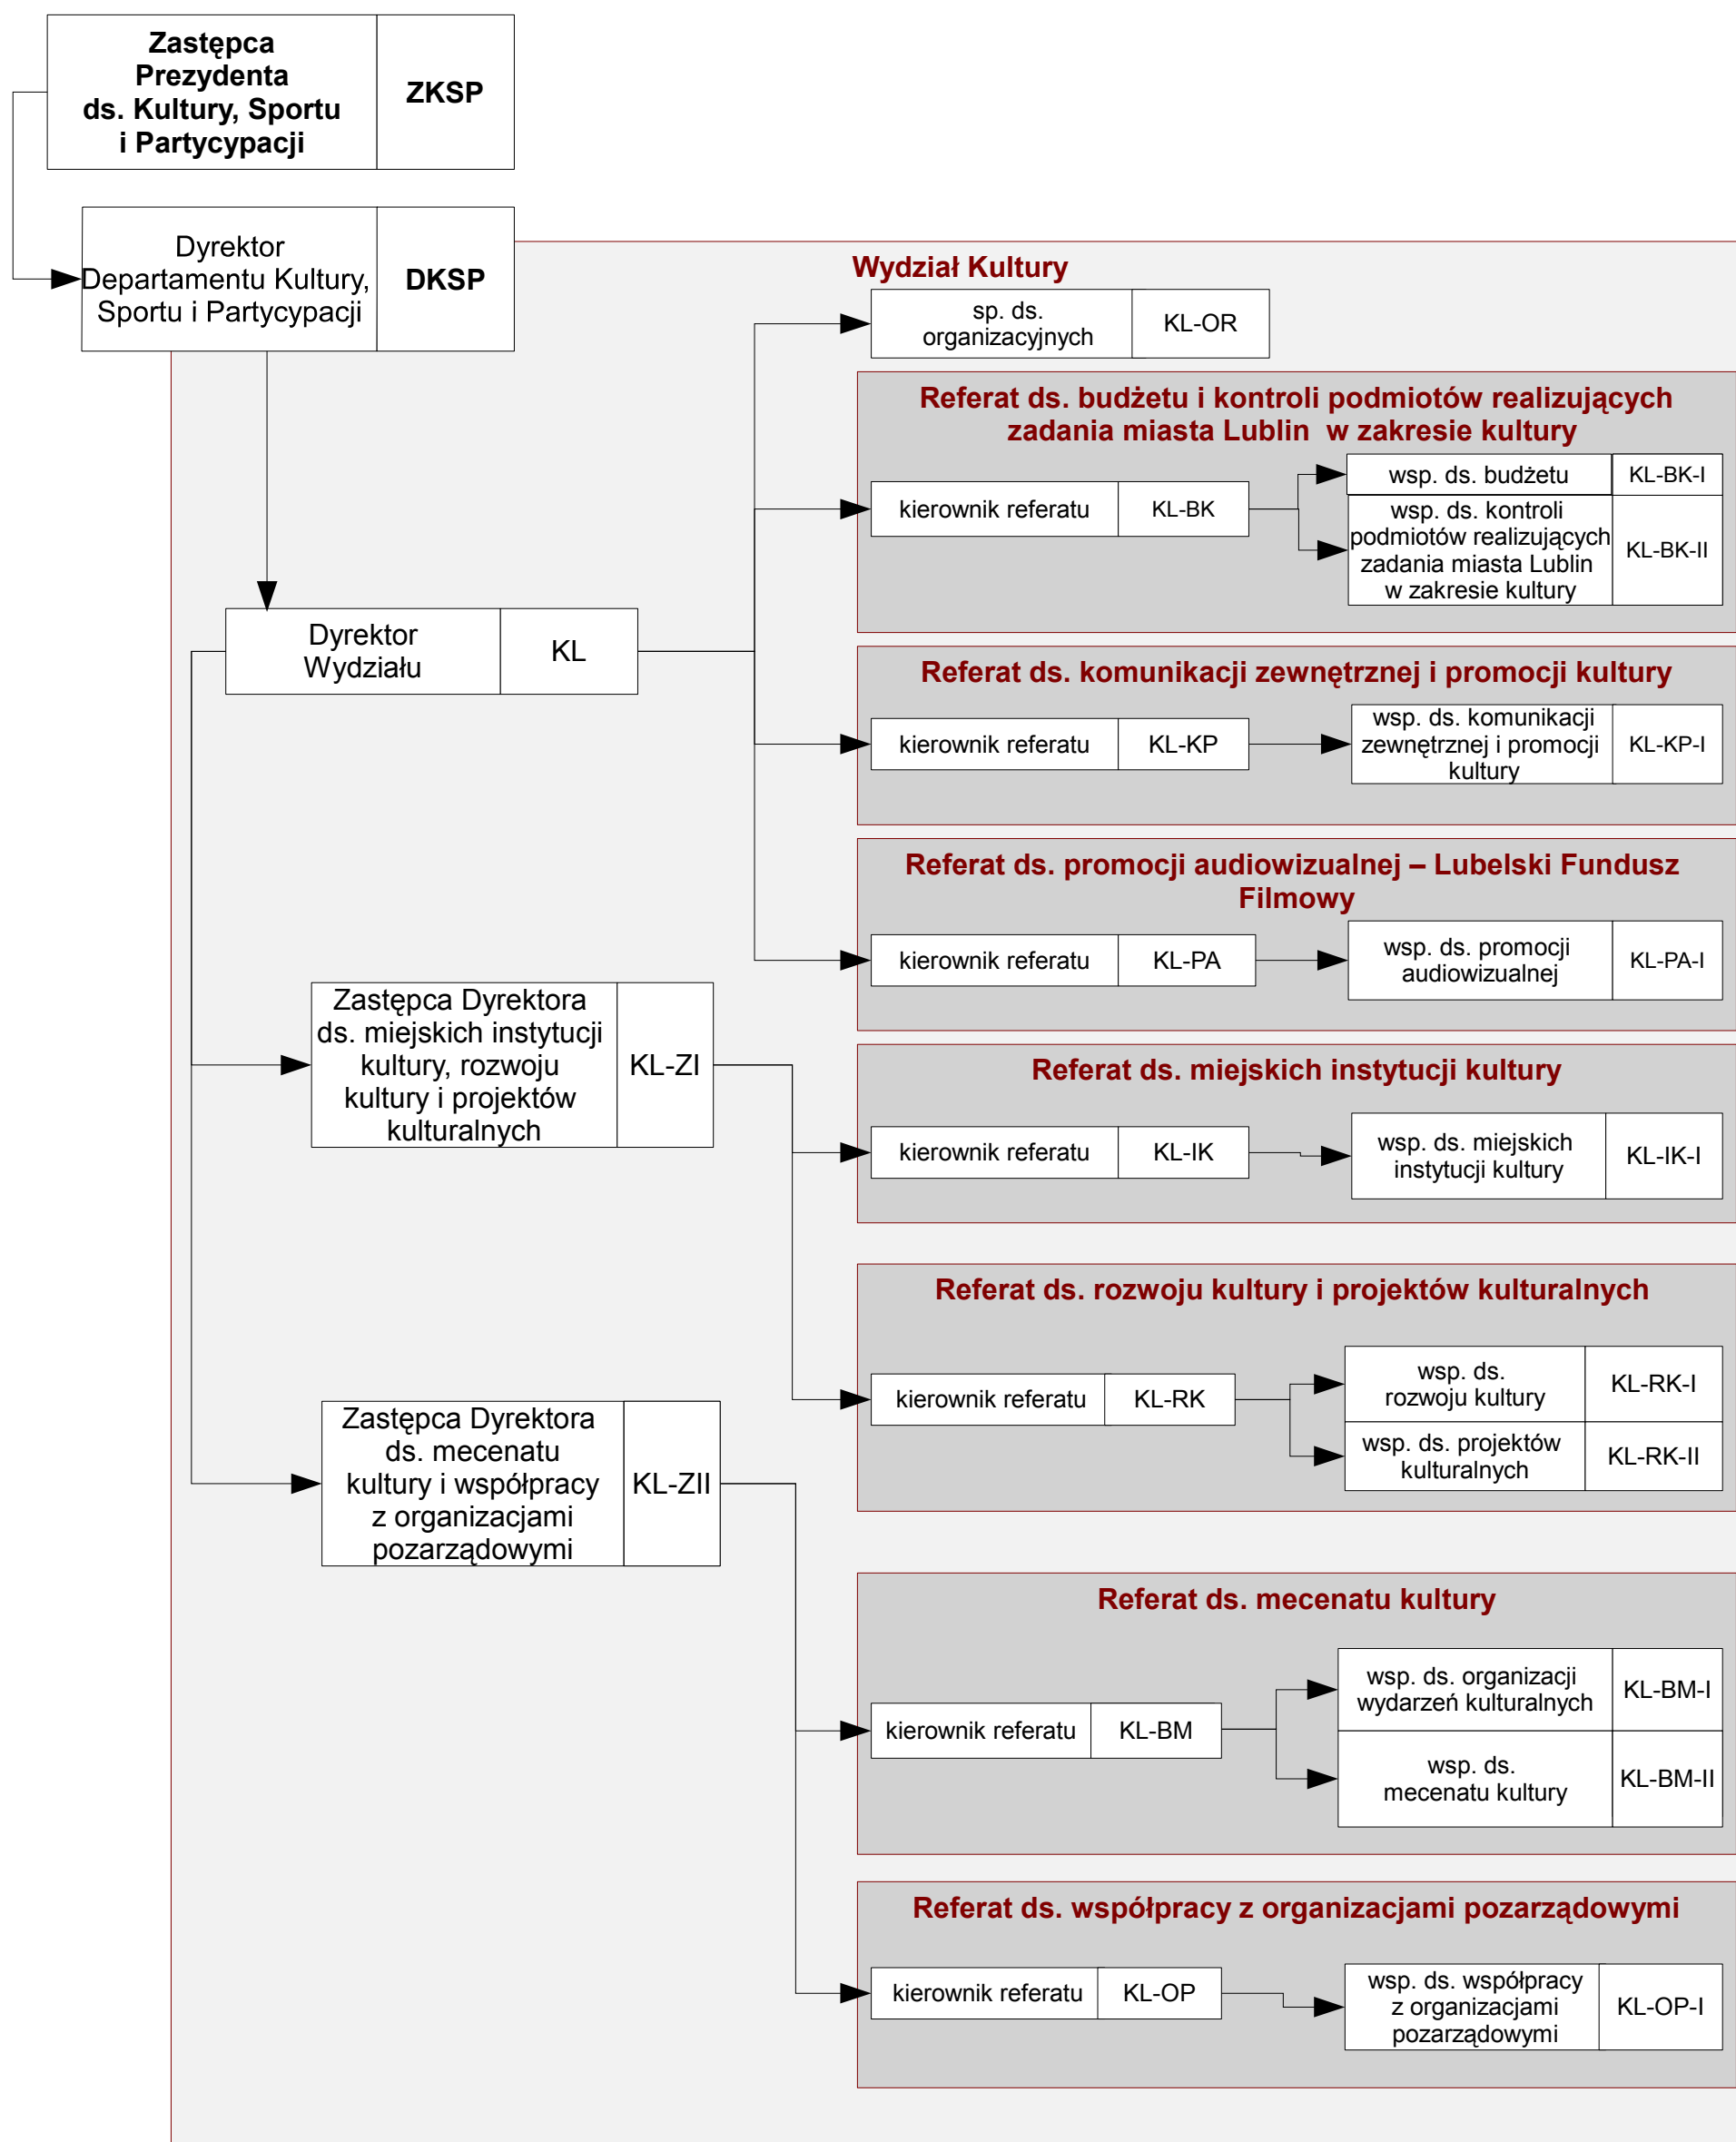 Zastępca
Prezydenta
ds. Kultury, Sportu
i Partycypacji
ZKSP
Dyrektor
Departamentu Kultury,
Sportu i Partycypacji
DKSP
Wydział Kultury
sp. ds.
organizacyjnych
KL-OR
Referat ds. budżetu i kontroli podmiotów realizujących
zadania miasta Lublin w zakresie kultury
kierownik referatu
KL-BK
wsp. ds. budżetu
KL-BK-I
wsp. ds. kontroli
podmiotów realizujących
zadania miasta Lublin
w zakresie kultury
KL-BK-II
Dyrektor
Wydziału
KL
Referat ds. komunikacji zewnętrznej i promocji kultury
kierownik referatu
KL-KP
wsp. ds. komunikacji
zewnętrznej i promocji
kultury
KL-KP-I
Referat ds. promocji audiowizualnej – Lubelski Fundusz
Filmowy
kierownik referatu
KL-PA
wsp. ds. promocji
audiowizualnej
KL-PA-I
Zastępca Dyrektora
ds. miejskich instytucji
kultury, rozwoju
kultury i projektów
kulturalnych
KL-ZI
Referat ds. miejskich instytucji kultury
kierownik referatu
KL-IK
wsp. ds. miejskich
instytucji kultury
KL-IK-I
Referat ds. rozwoju kultury i projektów kulturalnych
kierownik referatu
KL-RK
wsp. ds.
rozwoju kultury
KL-RK-I
wsp. ds. projektów
kulturalnych
KL-RK-II
Zastępca Dyrektora
ds. mecenatu
kultury i współpracy
z organizacjami
pozarządowymi
KL-ZII
Referat ds. mecenatu kultury
kierownik referatu
KL-BM
wsp. ds. organizacji
wydarzeń kulturalnych
KL-BM-I
wsp. ds.
mecenatu kultury
KL-BM-II
Referat ds. współpracy z organizacjami pozarządowymi
kierownik referatu
KL-OP
wsp. ds. współpracy
z organizacjami
pozarządowymi
KL-OP-I